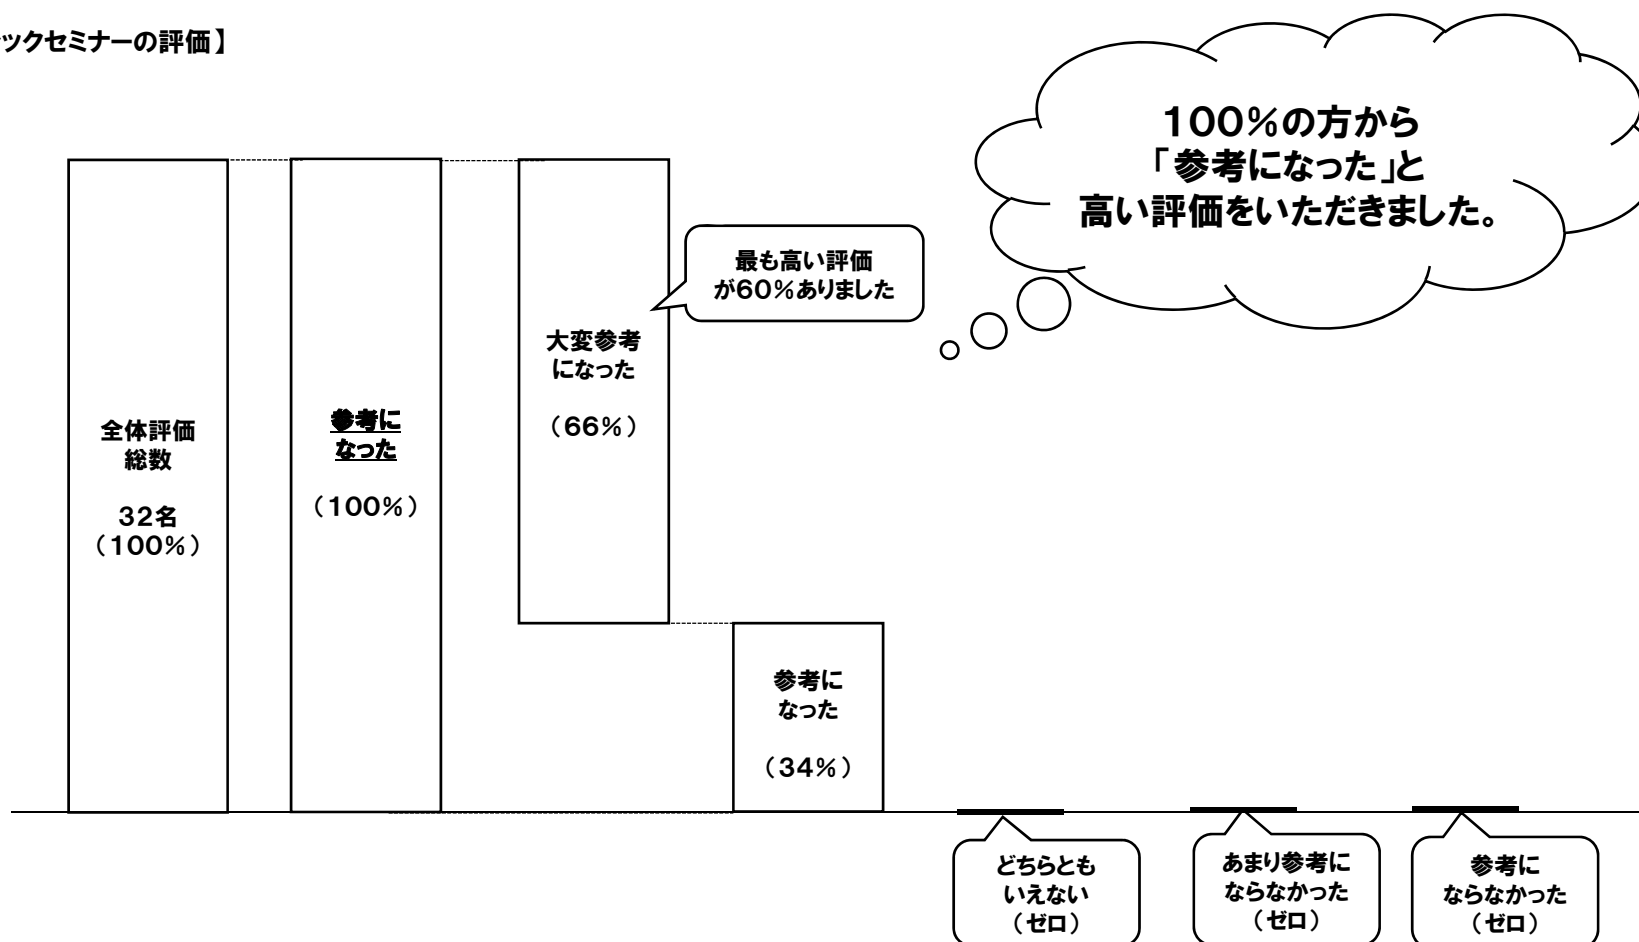 ックセミナーの評価】
100%の方から
「参考になった」と
高い評価をいただきました。
最も高い評価
が60%ありました
大変参考
になった
(66%)
全体評価
総数
32名
(100%)
参考に
なった
(100%)
参考に
なった
(34%)
どちらとも
いえない
(ゼロ)
あまり参考に
ならなかった
(ゼロ)
参考に
ならなかった
(ゼロ)